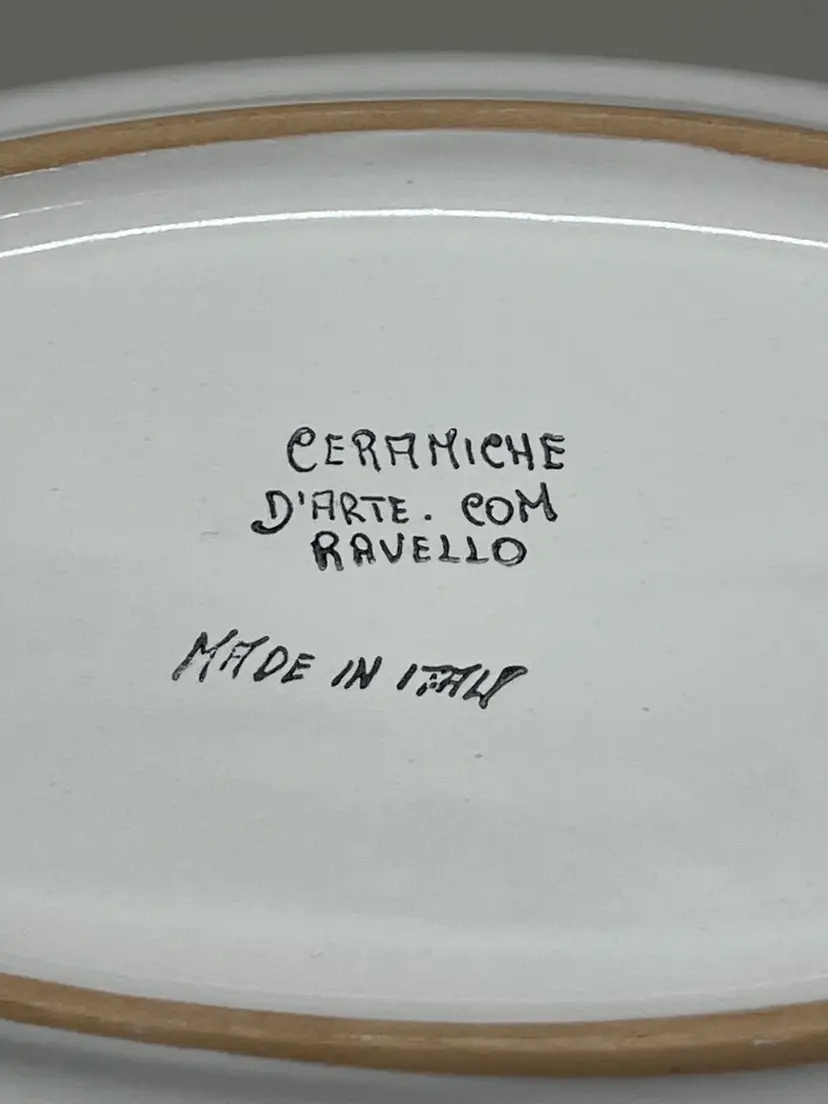 CERAMICHE
D'ARTE. COM
RAVELLO
MADE IN ITALY